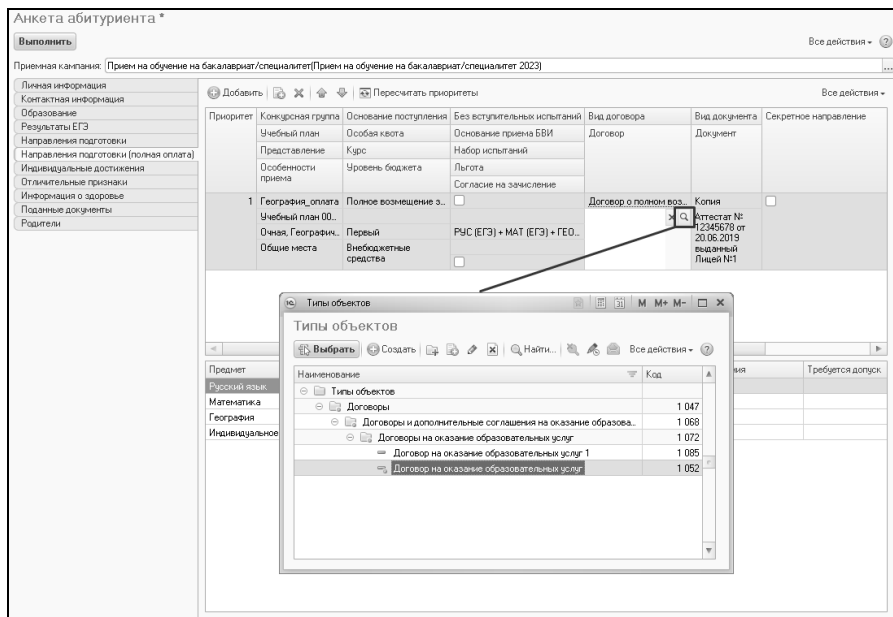 Анкета абитуриента *
Выполнить
Все действия
?
Приемная кампания: Прием на обучение на бакалавриат/специалитет(Прием на обучение на бакалавриат/специалитет 2023)
...
Личная информация
Контактная информация
Образование
Результаты ЕГЭ
Направления подготовки
Направления подготовки (полная оплата)
Индивидуальные достижения
Отличительные признаки
Информация о здоровье
Поданные документы
Родители
Добавить
Пересчитать приоритеты
Все действия
Приоритет Конкурсная группа Основание поступления Без вступительных испытаний Вид договора Вид документа Секретное направление
Учебный план Особая квота Основание приема БВИ Договор Документ
Представление Курс Набор испытаний
Особенности приема Уровень бюджета Льгота
Согласие на зачисление
1 География_оплата Полное возмещение з... Договор о полном воз... Копия
Учебный план 00...
Аттестат №
12345678 от
20.06.2019
выданный
Лицей №1
Очная, Географич... Первый РУС (ЕГЭ) + МАТ (ЕГЭ) + ГЕО...
Общие места Внебюджетные
средства
Типы объектов
M M+ M-
Типы объектов
Выбрать Создать Найти... Все действия ?
Наименование Код
Типы объектов
Договоры 1 047
Договоры и дополнительные соглашения на оказание образова... 1 068
Договоры на оказание образовательных услуг 1 072
Договор на оказание образовательных услуг 1 1 085
Договор на оказание образовательных услуг 1 052
Предмет
ия Требуется допуск
Русский язык
Математика
География
Индивидуальное